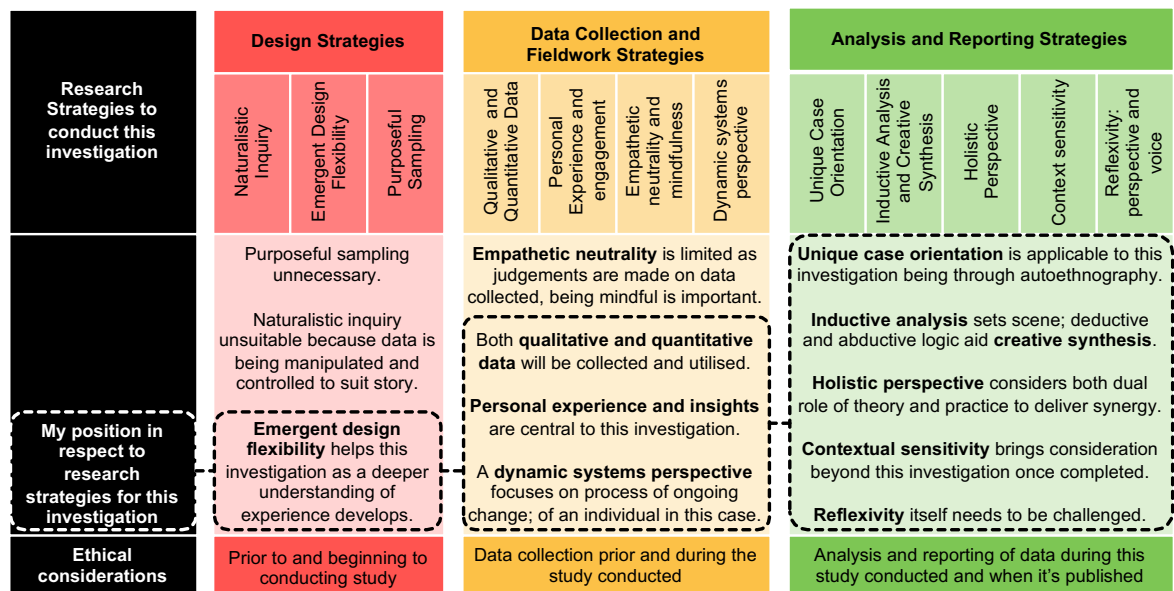 Research
Strategies to
conduct this
investigation
Design Strategies
Data Collection and
Fieldwork Strategies
Analysis and Reporting Strategies
Naturalistic
Inquiry
Emergent Design
Flexibility
Purposeful
Sampling
Qualitative and
Quantitative Data
Personal
Experience and
engagement
Empathetic
neutrality and
mindfulness
Dynamic systems
perspective
Unique Case
Orientation
Inductive Analysis
and Creative
Synthesis
Holistic
Perspective
Context sensitivity
Reflexivity:
perspective and
voice
My position in
respect to
research
strategies for this
investigation
Purposeful sampling
unnecessary.
Naturalistic inquiry
unsuitable because data is
being manipulated and
controlled to suit story.
Emergent design
flexibility helps this
investigation as a deeper
understanding of
experience develops.
Empathetic neutrality is limited as
judgements are made on data
collected, being mindful is important.
Both qualitative and quantitative
data will be collected and utilised.
Personal experience and insights
are central to this investigation.
A dynamic systems perspective
focuses on process of ongoing
change; of an individual in this case.
Unique case orientation is applicable to this
investigation being through autoethnography.
Inductive analysis sets scene; deductive
and abductive logic aid creative synthesis.
Holistic perspective considers both dual
role of theory and practice to deliver synergy.
Contextual sensitivity brings consideration
beyond this investigation once completed.
Reflexivity itself needs to be challenged.
Ethical
considerations
Prior to and beginning to
conducting study
Data collection prior and during the
study conducted
Analysis and reporting of data during this
study conducted and when it's published